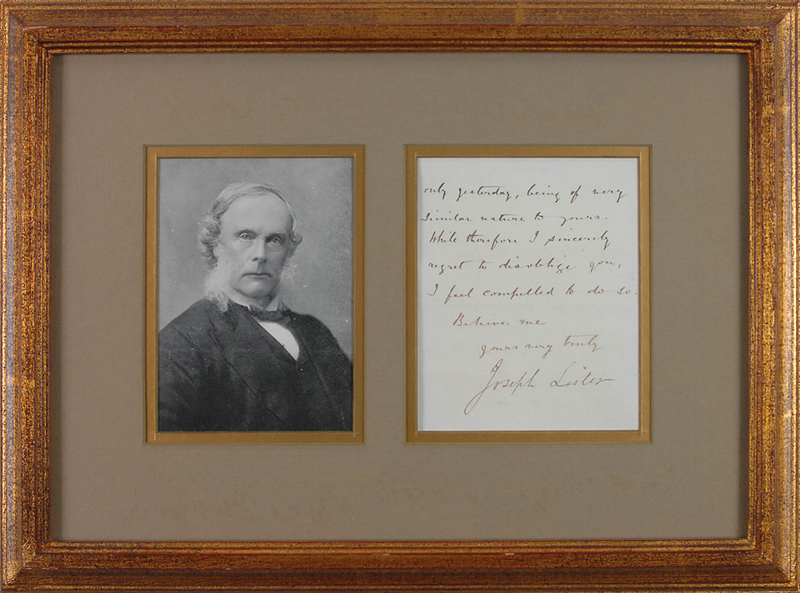 only yesterday, being of very
similar nature to yours.
While therefore I sincerely
regret to disoblige you,
I feel compelled to do so.
Believe me
yours very truly
Joseph Lister